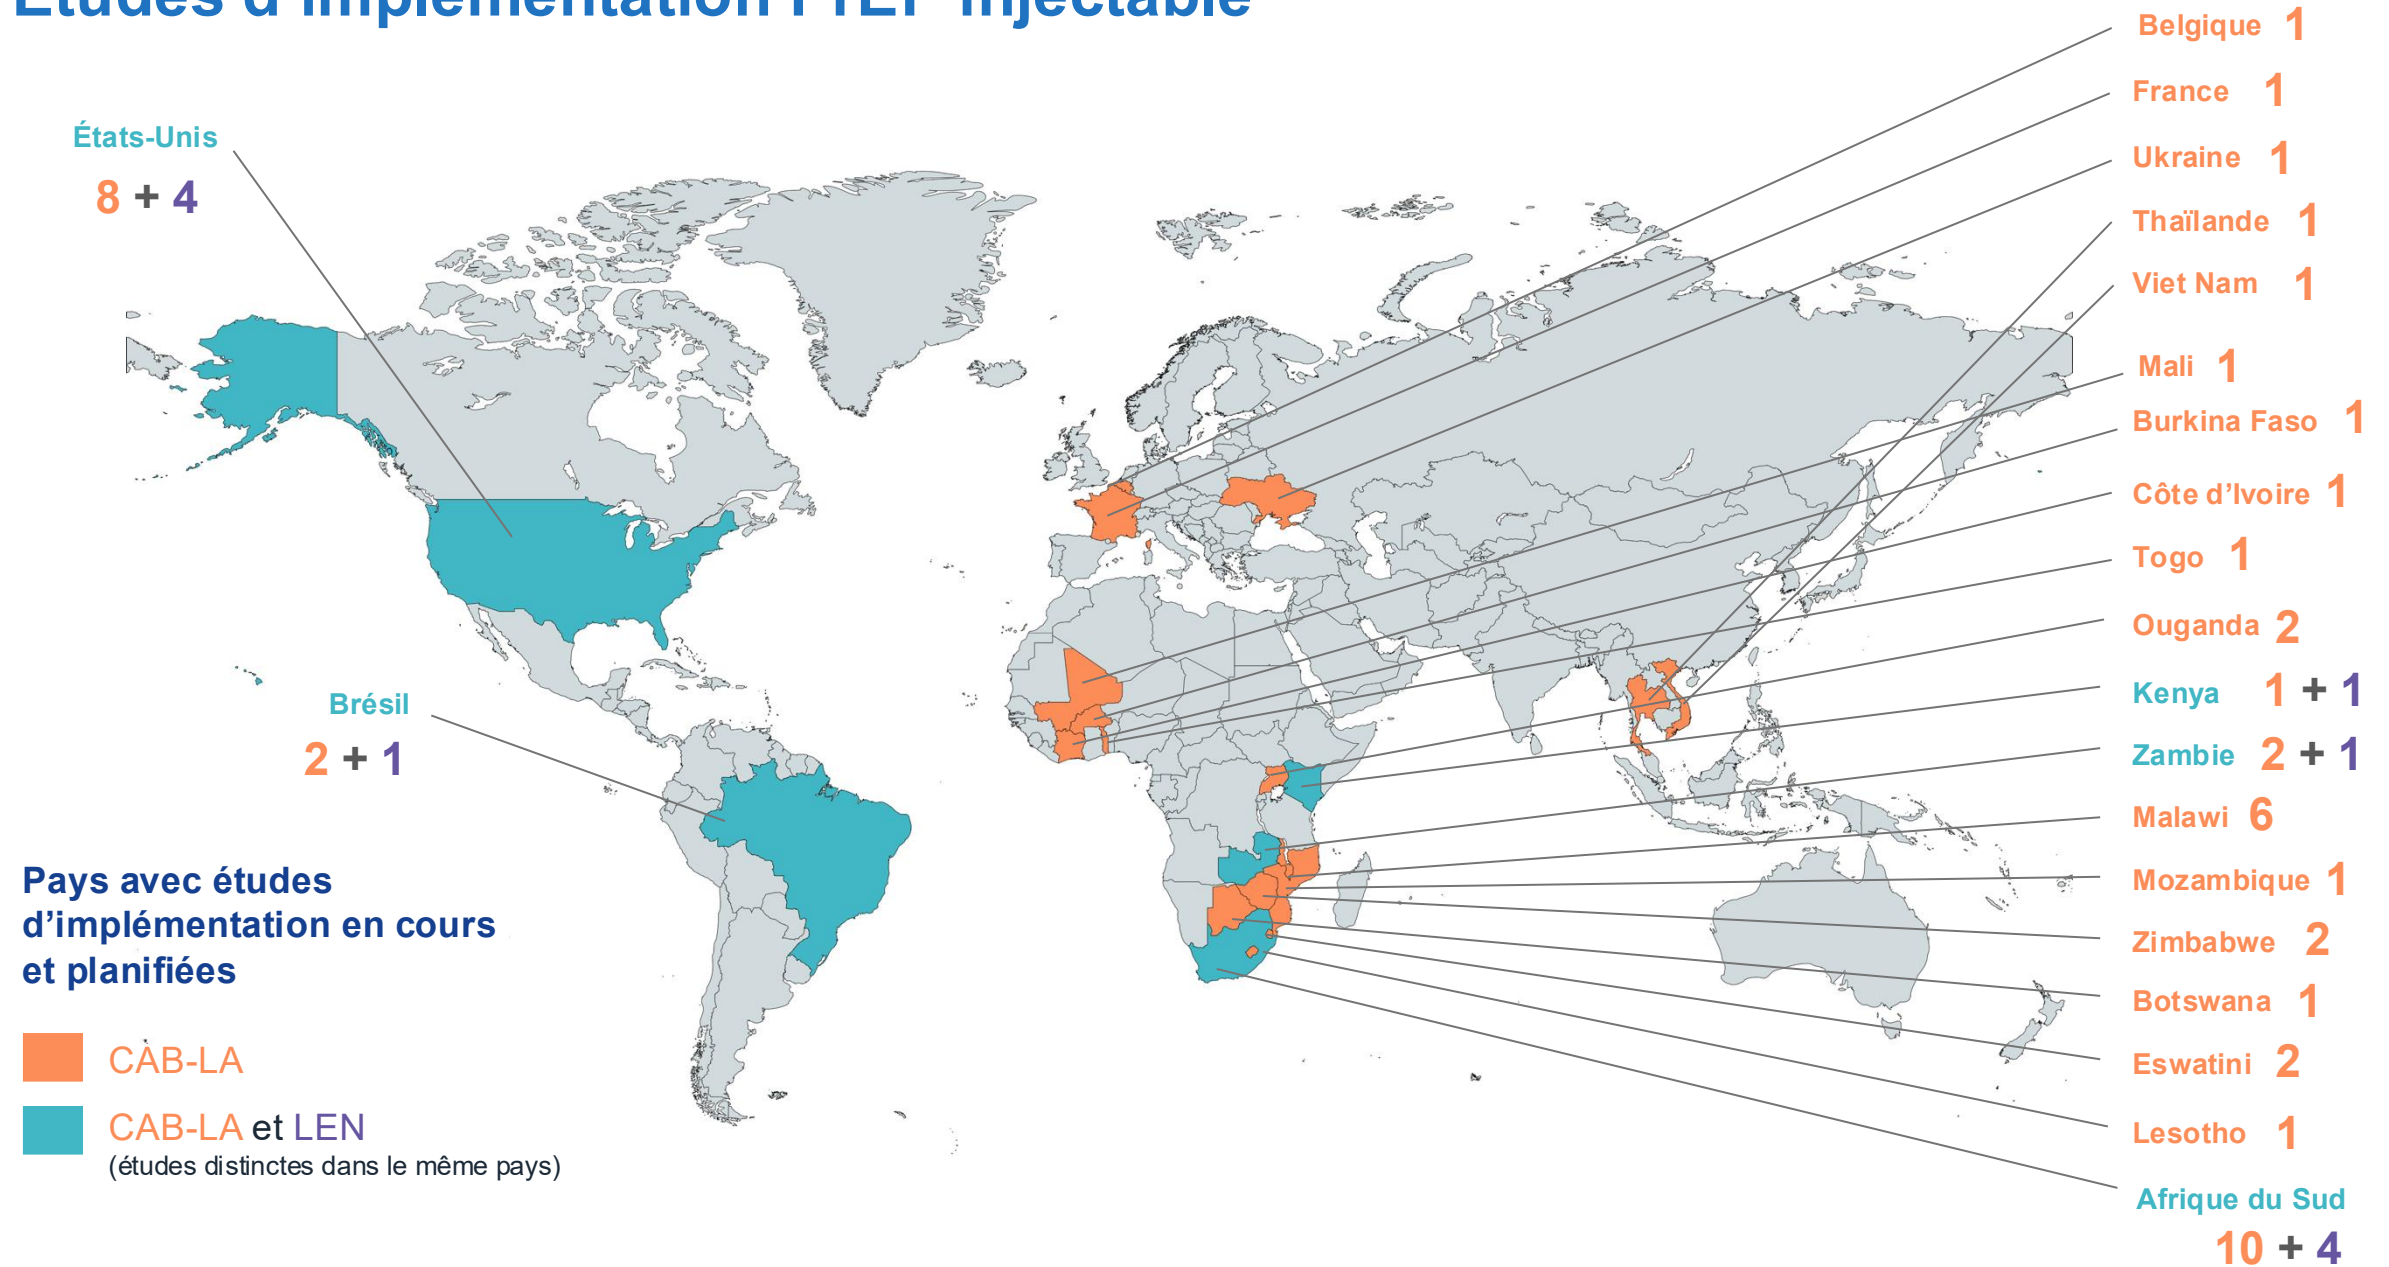 Belgique 1
France 1
Ukraine 1
Thaïlande 1
Viet Nam 1
Mali 1
Burkina Faso 1
Côte d’Ivoire 1
Togo 1
Ouganda 2
Kenya 1 + 1
Zambie 2 + 1
Malawi 6
Mozambique 1
Zimbabwe 2
Botswana 1
Eswatini 2
Lesotho 1
Afrique du Sud
10 + 4
États-Unis
8 + 4
Brésil
2 + 1
Pays avec études
d’implémentation en cours
et planifiées
CAB-LA
CAB-LA et LEN
(études distinctes dans le même pays)